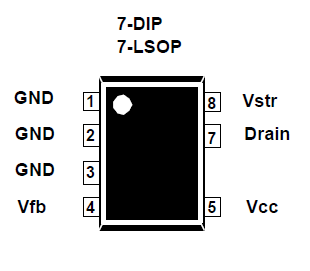 7-DIP
7-LSOP
GND 1 8 Vstr
GND 2 7 Drain
GND 3
Vfb 4 5 Vcc